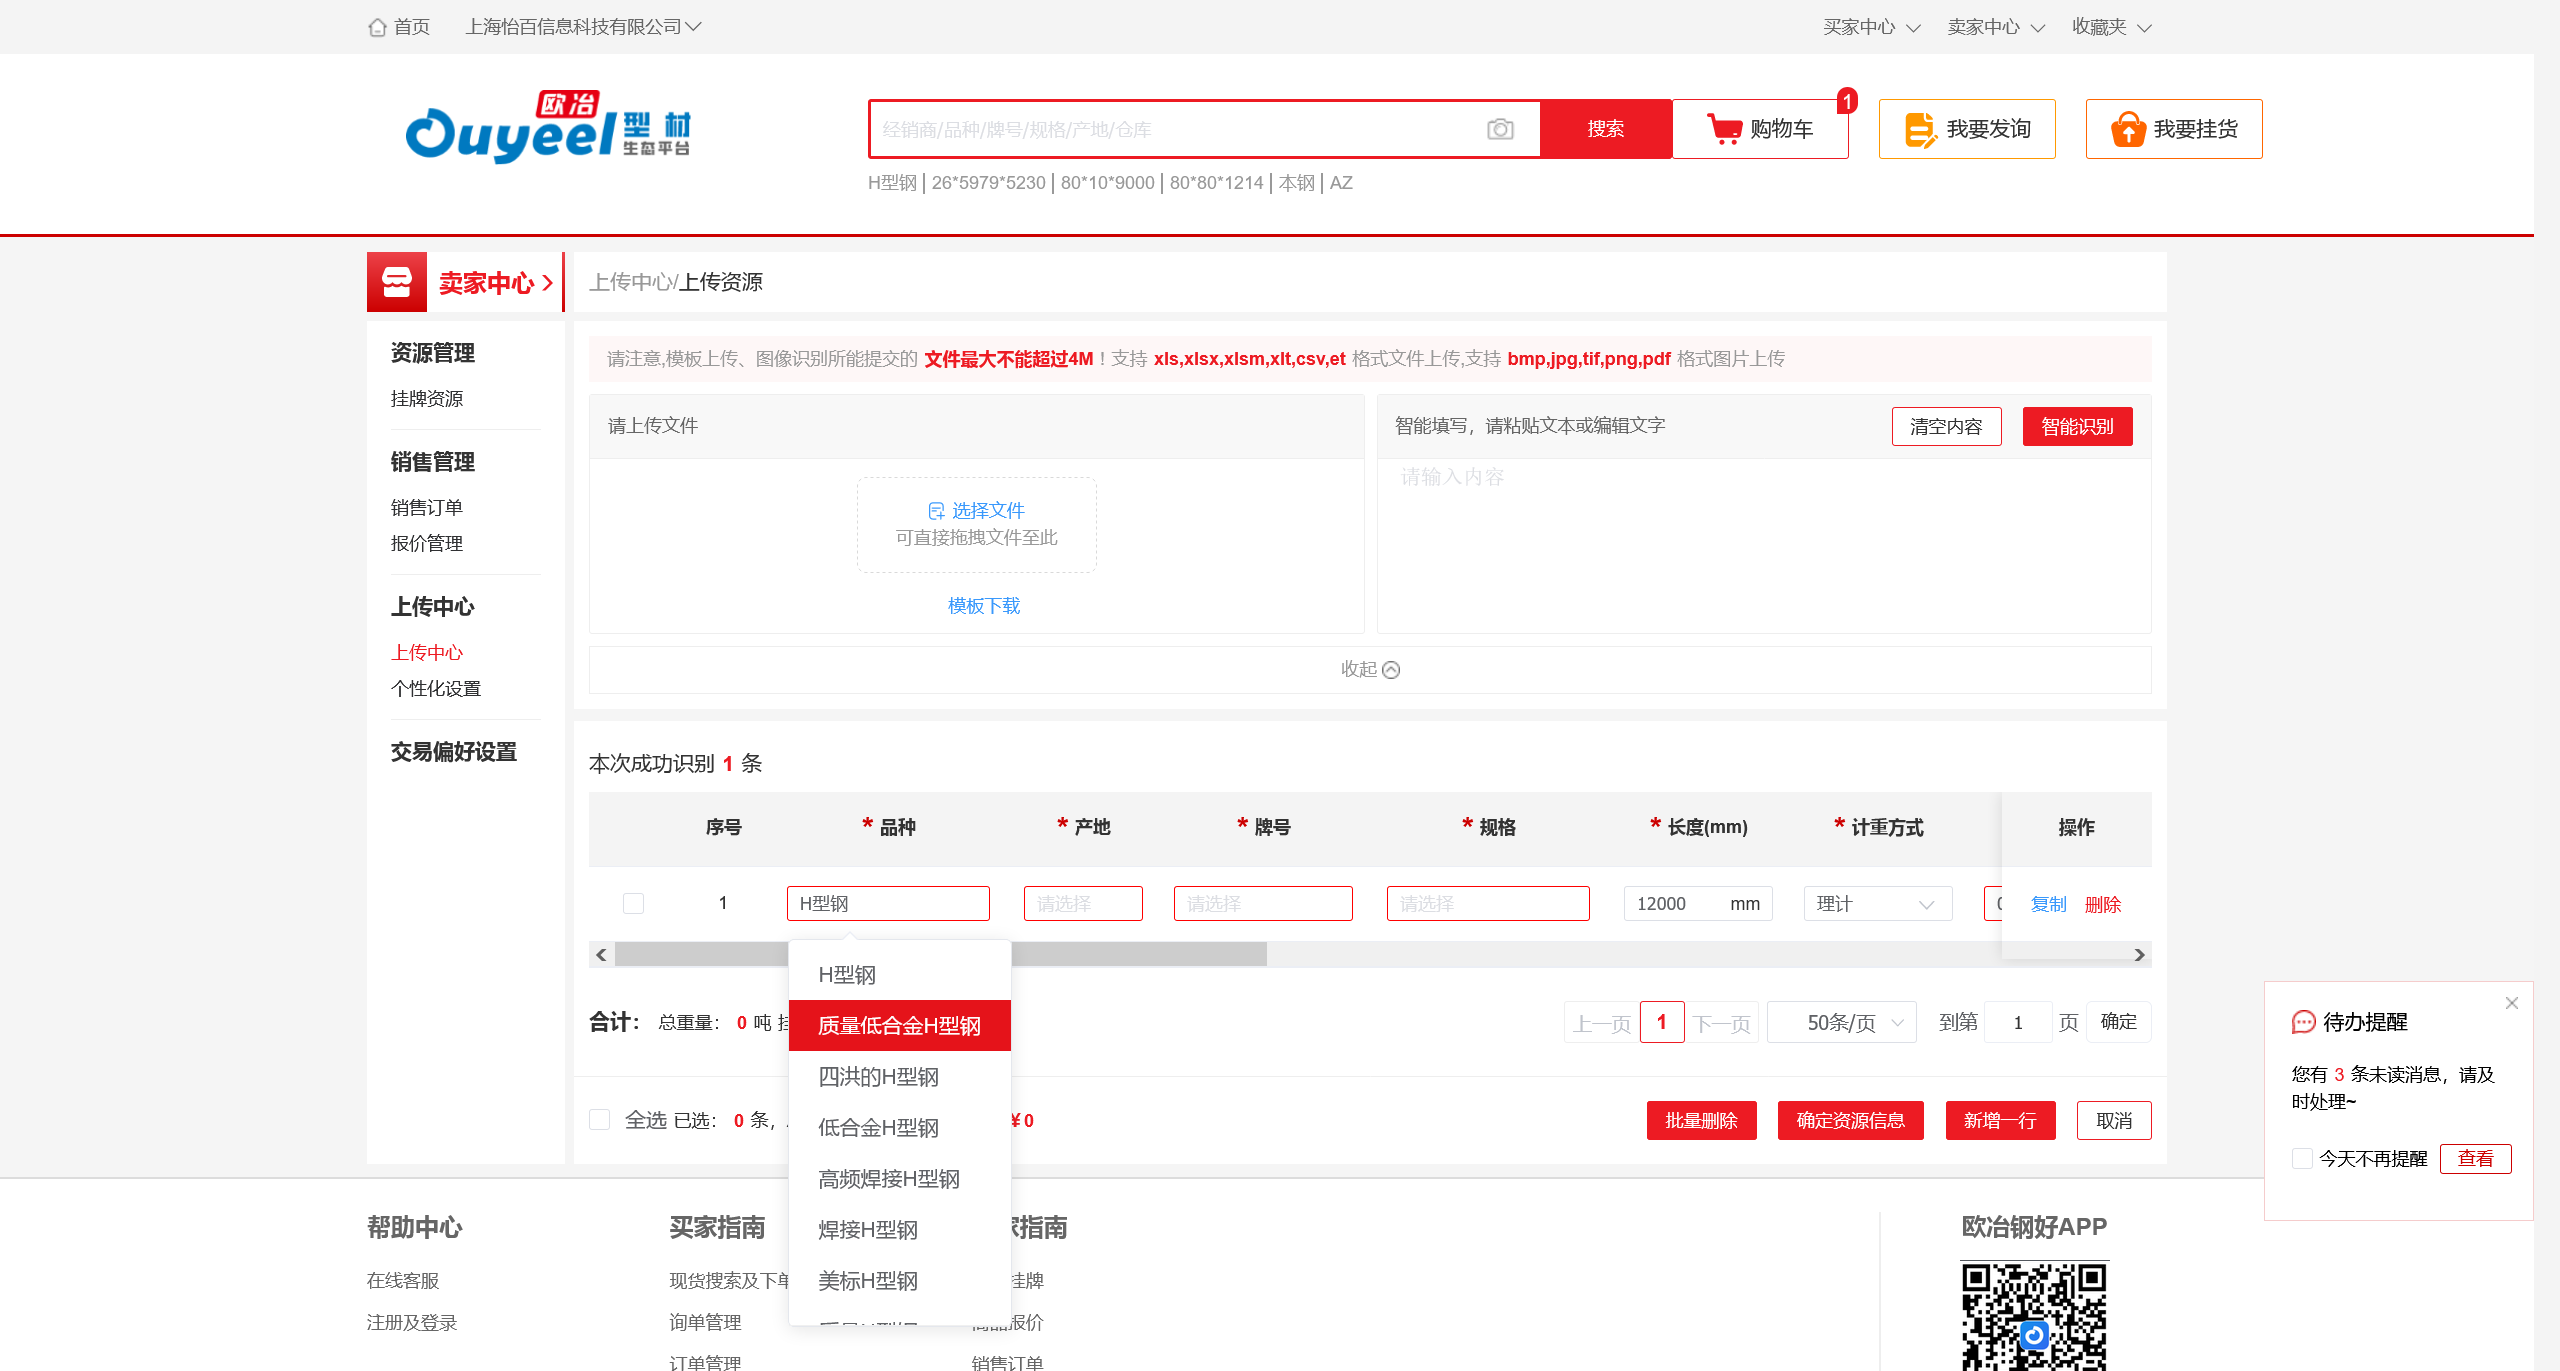 首页 上海怡百信息科技有限公司 买家中心 卖家中心 收藏夹
欧冶 Ouyeel 型材 生态平台
经销商/品种/牌号/规格/产地/仓库 搜索 购物车 1 我要发询 我要挂货
H型钢 | 26*5979*5230 | 80*10*9000 | 80*80*1214 | 本钢 | AZ
卖家中心 上传中心/上传资源
资源管理
挂牌资源
销售管理
销售订单
报价管理
上传中心
上传中心
个性化设置
交易偏好设置
请注意,模板上传、图像识别所能提交的 文件最大不能超过4M！支持 xls,xlsx,xlsm,xlt,csv,et 格式文件上传,支持 bmp,jpg,tif,png,pdf 格式图片上传
请上传文件
选择文件
可直接拖拽文件至此
模板下载
智能填写，请粘贴文本或编辑文字 清空内容 智能识别
请输入内容
收起
本次成功识别 1 条
序号 * 品种 * 产地 * 牌号 * 规格 * 长度(mm) * 计重方式 操作
1 H型钢 请选择 请选择 请选择 12000 mm 理计 复制 删除
H型钢
质量低合金H型钢
四洪的H型钢
低合金H型钢
高频焊接H型钢
焊接H型钢
美标H型钢
合计： 总重量： 0 吨 上一页 1 下一页 50条/页 到第 1 页 确定
全选 已选： 0 条， ¥0 批量删除 确定资源信息 新增一行 取消
待办提醒
您有 3 条未读消息，请及
时处理~
今天不再提醒 查看
帮助中心
在线客服
注册及登录
买家指南
现货搜索及下单
询单管理
订单管理
家指南
挂牌
报价
销售订单
欧冶钢好APP